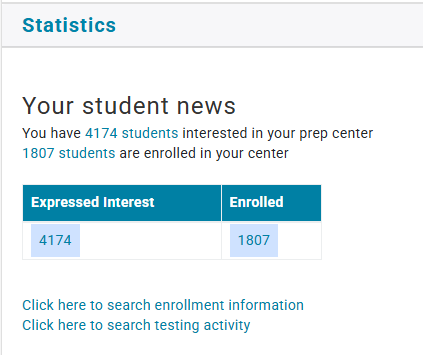 Statistics
Your student news
You have 4174 students interested in your prep center
1807 students are enrolled in your center
Expressed Interest Enrolled
4174 1807
Click here to search enrollment information
Click here to search testing activity